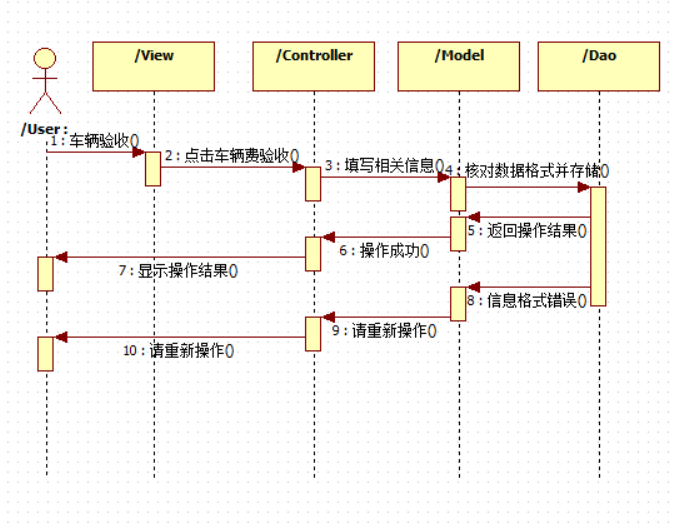 /View
/Controller
/Model
/Dao
/User :
1 : 车辆验收()
2 : 点击车辆费验收()
3 : 填写相关信息()
4 : 核对数据格式并存储()
5 : 返回操作结果()
6 : 操作成功()
7 : 显示操作结果()
8 : 信息格式错误()
9 : 请重新操作()
10 : 请重新操作()